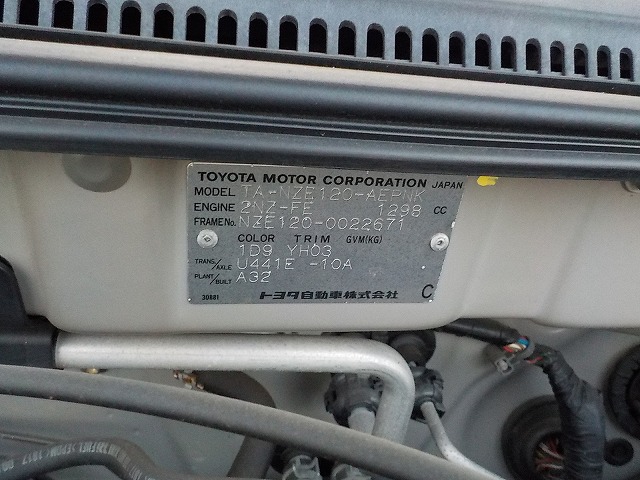 TOYOTA MOTOR CORPORATION JAPAN
MODEL TA-NZE120-AEPNK
ENGINE 2NZ-FE 1298 CC
FRAME No. NZE120-0022671
COLOR TRIM GVM(KG)
1D9 YH03
TRANS./AXLE U441E -10A
PLANT/BUILT A32
30881 トヨタ自動車株式会社 C